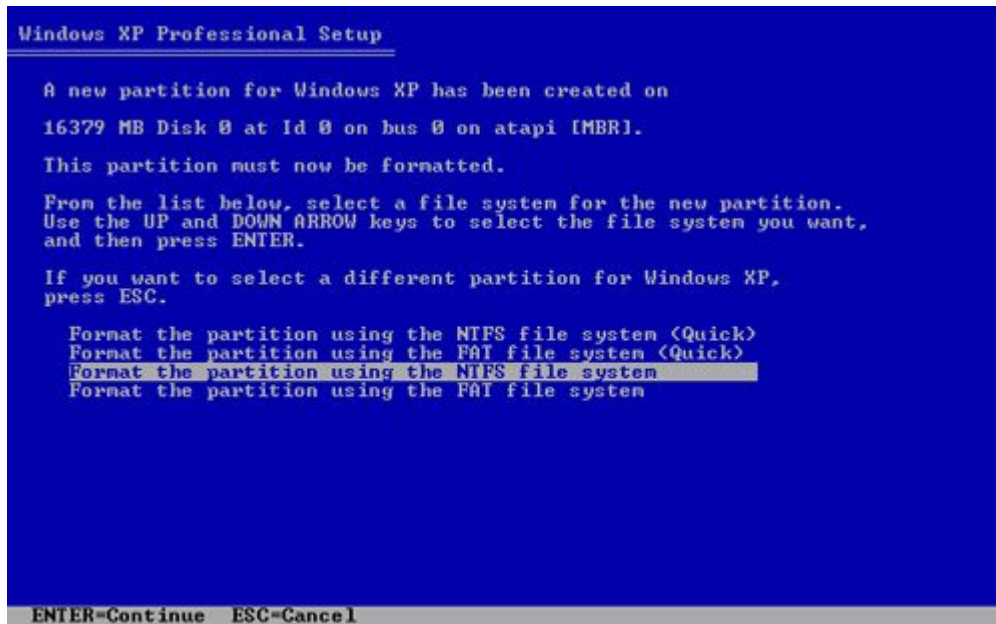 Windows XP Professional Setup
A new partition for Windows XP has been created on
16379 MB Disk 0 at Id 0 on bus 0 on atapi [MBR].
This partition must now be formatted.
From the list below, select a file system for the new partition.
Use the UP and DOWN ARROW keys to select the file system you want,
and then press ENTER.
If you want to select a different partition for Windows XP,
press ESC.
Format the partition using the NTFS file system (Quick)
Format the partition using the FAT file system (Quick)
Format the partition using the NTFS file system
Format the partition using the FAT file system
ENTER=Continue ESC=Cancel